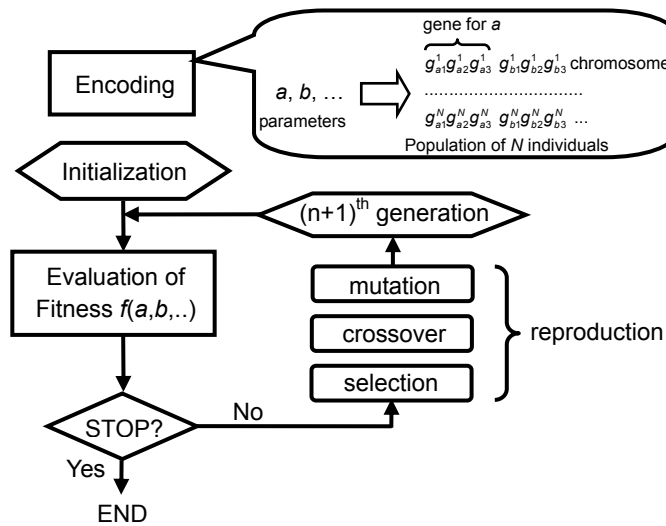 gene for a
Encoding
g¹ₐ₁g¹ₐ₂g¹ₐ₃ g¹b₁g¹b₂g¹b₃ chromosome
a, b, ...
parameters
................................
gᴺₐ₁gᴺₐ₂gᴺₐ₃ gᴺb₁gᴺb₂gᴺb₃ ...
Population of N individuals
Initialization
(n+1)ᵗʰ generation
Evaluation of
Fitness f(a,b,..)
mutation
crossover
reproduction
selection
STOP?
No
Yes
END